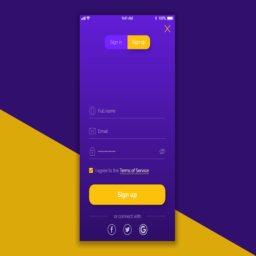 9:41 AM
100%
X
Sign in
Sign up
Full name
Email
I agree to the Terms of Service
Sign up
or connect with
f
G